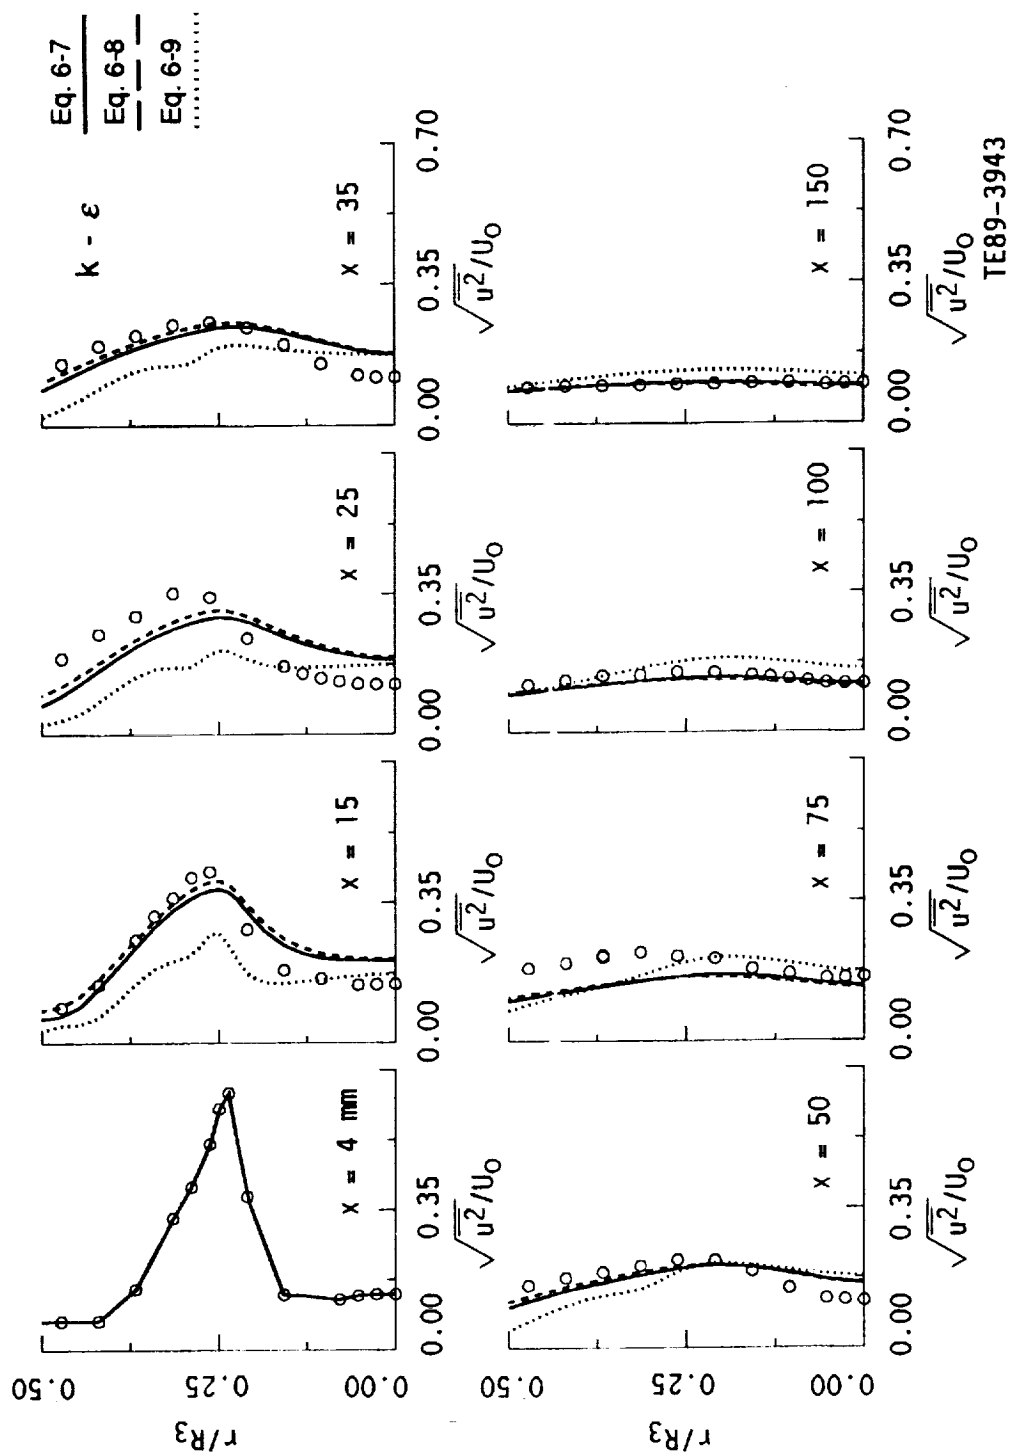 k - ε
Eq. 6-7
Eq. 6-8
Eq. 6-9
r/R3
0.50
0.25
0.00
X = 4 mm
X = 15
X = 25
X = 35
0.00 0.35
0.00 0.35
0.00 0.35
0.00 0.35 0.70
√u²/U0
√u²/U0
√u²/U0
√u²/U0
r/R3
0.50
0.25
0.00
X = 50
X = 75
X = 100
X = 150
0.00 0.35
0.00 0.35
0.00 0.35
0.00 0.35 0.70
√u²/U0
√u²/U0
√u²/U0
√u²/U0
TE89-3943